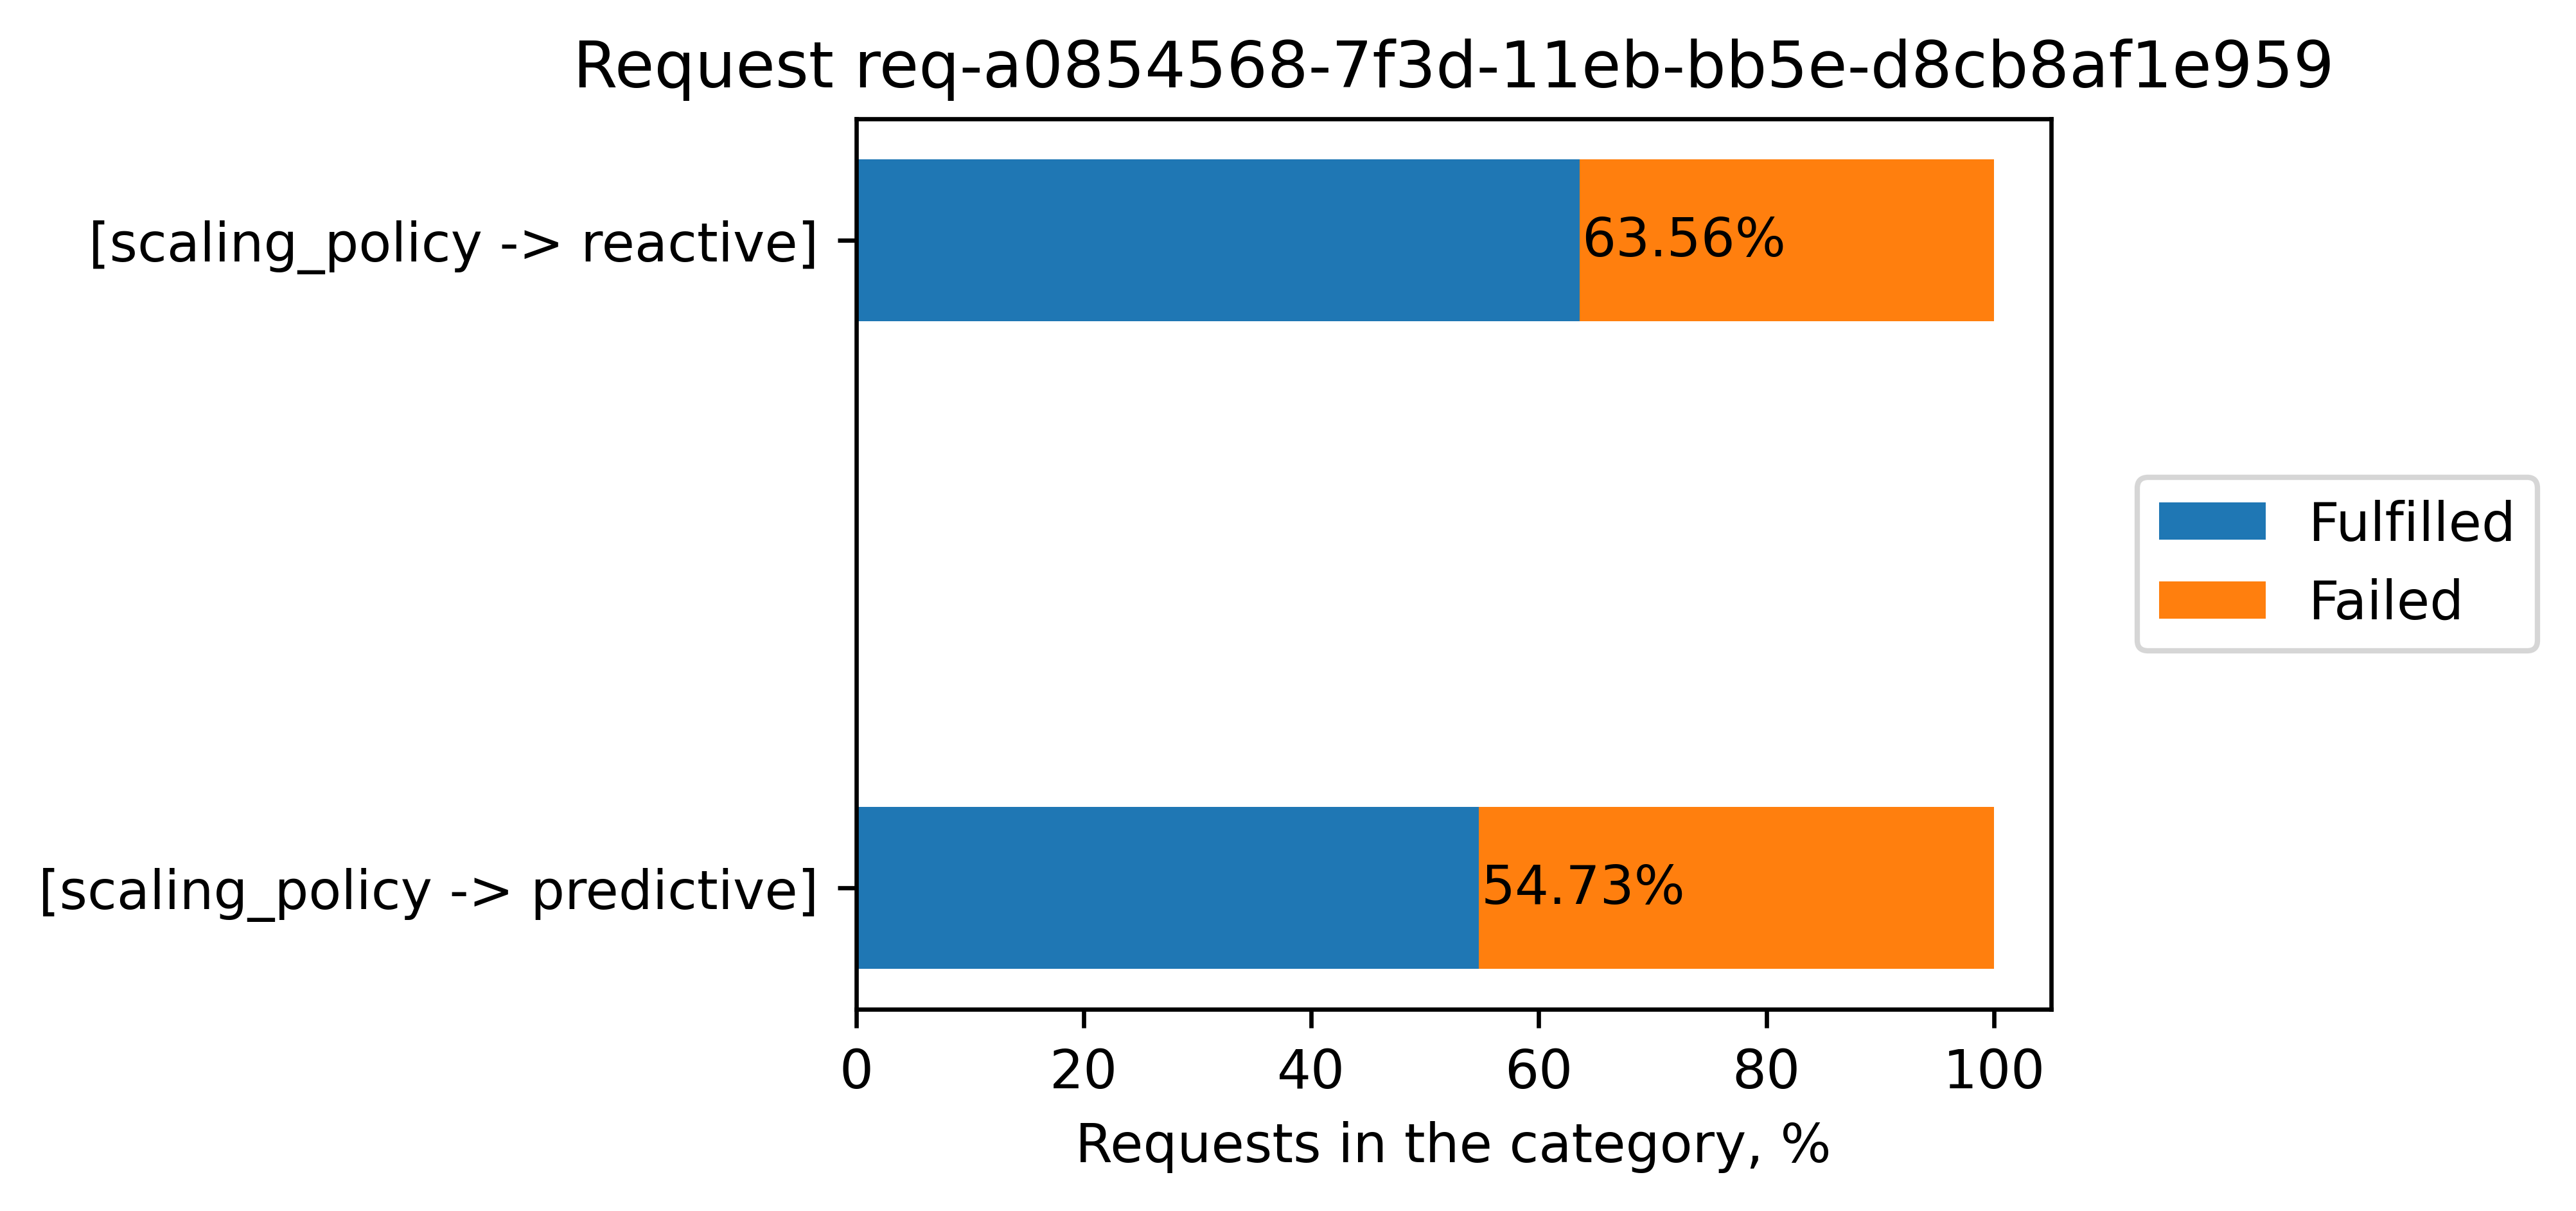 Request req-a0854568-7f3d-11eb-bb5e-d8cb8af1e959
[scaling_policy -> reactive]
63.56%
[scaling_policy -> predictive]
54.73%
0 20 40 60 80 100
Requests in the category, %
Fulfilled
Failed